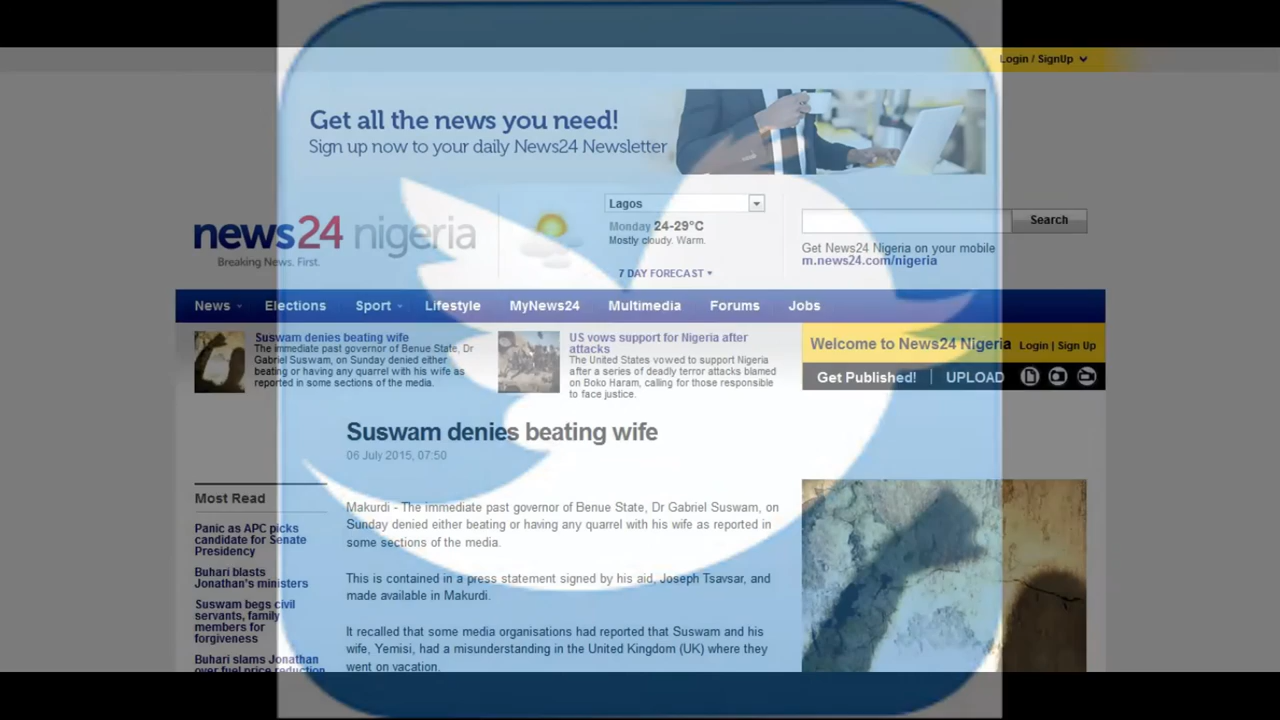 Login / SignUp
Get all the news you need!
Sign up now to your daily News24 Newsletter
news24 nigeria
Breaking News. First.
Lagos
Monday 24-29°C
Mostly cloudy. Warm.
7 DAY FORECAST
Search
Get News24 Nigeria on your mobile
m.news24.com/nigeria
News Elections Sport Lifestyle MyNews24 Multimedia Forums Jobs
Suswam denies beating wife
The immediate past governor of Benue State, Dr
Gabriel Suswam, on Sunday denied either
beating or having any quarrel with his wife as
reported in some sections of the media.
US vows support for Nigeria after
attacks
The United States vowed to support Nigeria
after a series of deadly terror attacks blamed
on Boko Haram, calling for those responsible
to face justice.
Welcome to News24 Nigeria Login | Sign Up
Get Published! | UPLOAD
Suswam denies beating wife
06 July 2015, 07:50
Most Read
Panic as APC picks
candidate for Senate
Presidency
Buhari blasts
Jonathan's ministers
Suswam begs civil
servants, family
members for
forgiveness
Buhari slams Jonathan
over fuel price reduction
Makurdi - The immediate past governor of Benue State, Dr Gabriel Suswam, on
Sunday denied either beating or having any quarrel with his wife as reported in
some sections of the media.
This is contained in a press statement signed by his aid, Joseph Tsavsar, and
made available in Makurdi.
It recalled that some media organisations had reported that Suswam and his
wife, Yemisi, had a misunderstanding in the United Kingdom (UK) where they
went on vacation.